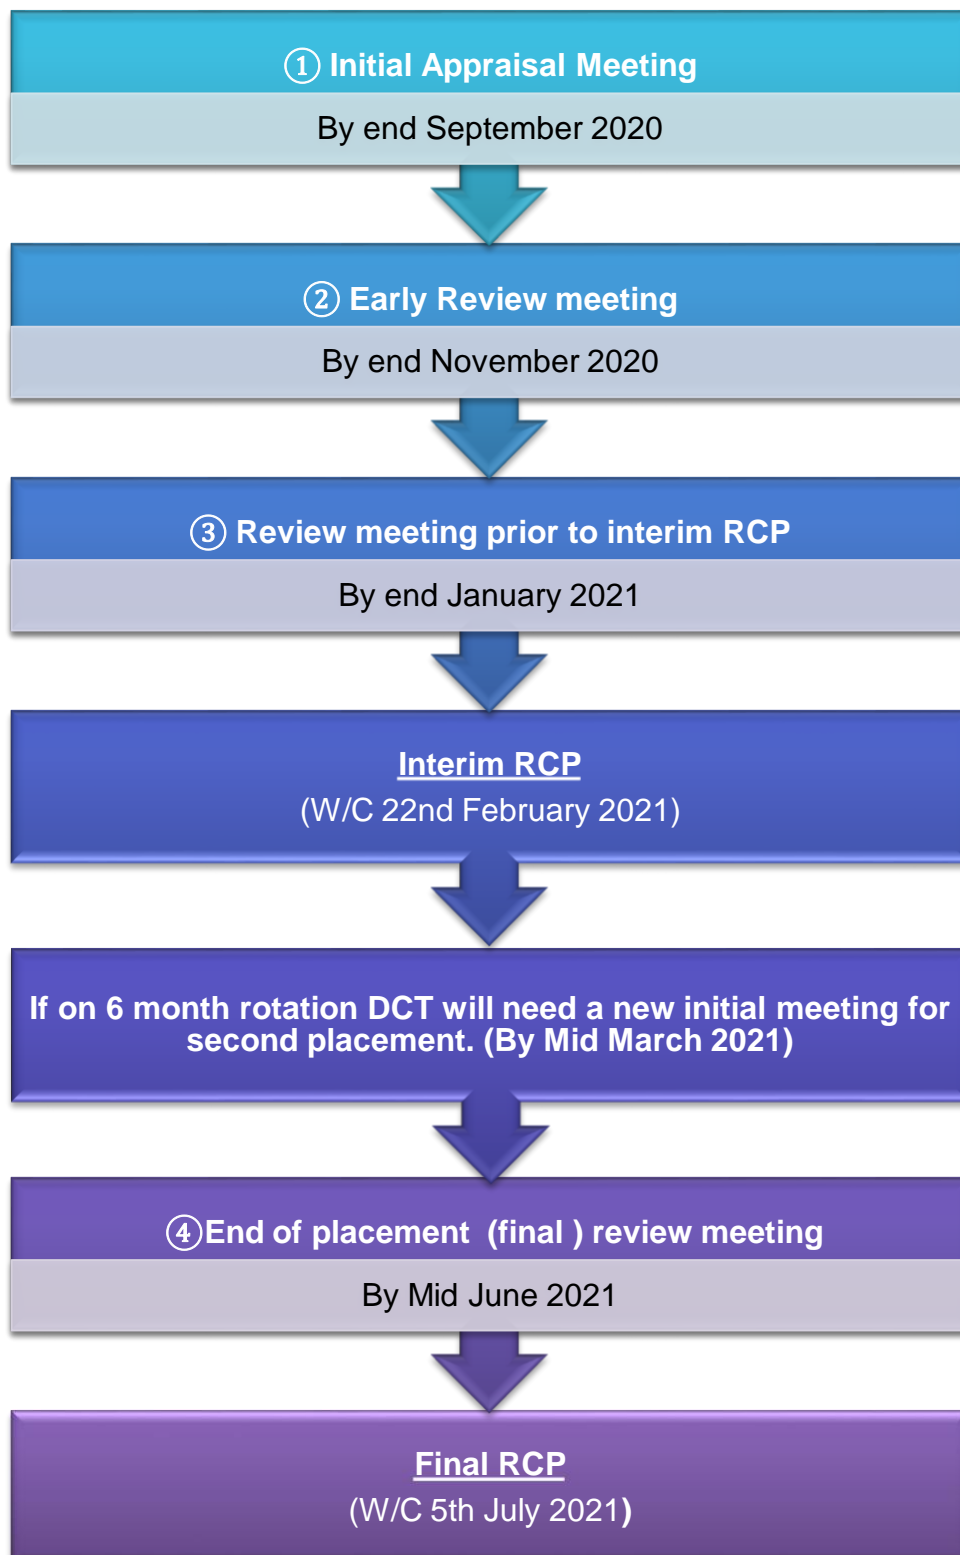 ① Initial Appraisal Meeting
By end September 2020
② Early Review meeting
By end November 2020
③ Review meeting prior to interim RCP
By end January 2021
Interim RCP
(W/C 22nd February 2021)
If on 6 month rotation DCT will need a new initial meeting for
second placement. (By Mid March 2021)
④End of placement (final ) review meeting
By Mid June 2021
Final RCP
(W/C 5th July 2021)